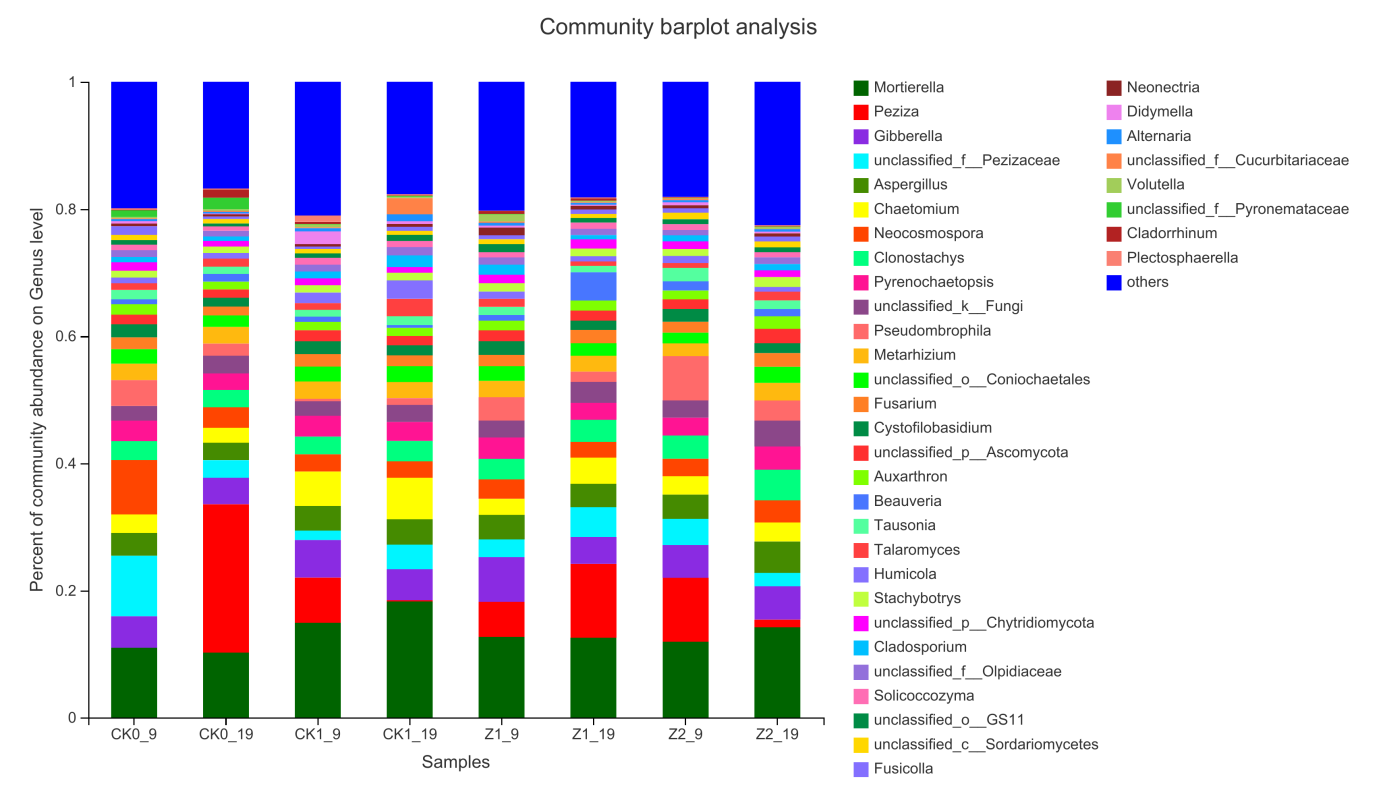 Community barplot analysis
Percent of community abundance on Genus level
1
0.8
0.6
0.4
0.2
0
CK0_9
CK0_19
CK1_9
CK1_19
Z1_9
Z1_19
Z2_9
Z2_19
Samples
Mortierella
Peziza
Gibberella
unclassified_f__Pezizaceae
Aspergillus
Chaetomium
Neocosmospora
Clonostachys
Pyrenochaetopsis
unclassified_k__Fungi
Pseudombrophila
Metarhizium
unclassified_o__Coniochaetales
Fusarium
Cystofilobasidium
unclassified_p__Ascomycota
Auxarthron
Beauveria
Tausonia
Talaromyces
Humicola
Stachybotrys
unclassified_p__Chytridiomycota
Cladosporium
unclassified_f__Olpidiaceae
Solicoccozyma
unclassified_o__GS11
unclassified_c__Sordariomycetes
Fusicolla
Neonectria
Didymella
Alternaria
unclassified_f__Cucurbitariaceae
Volutella
unclassified_f__Pyronemataceae
Cladorrhinum
Plectosphaerella
others